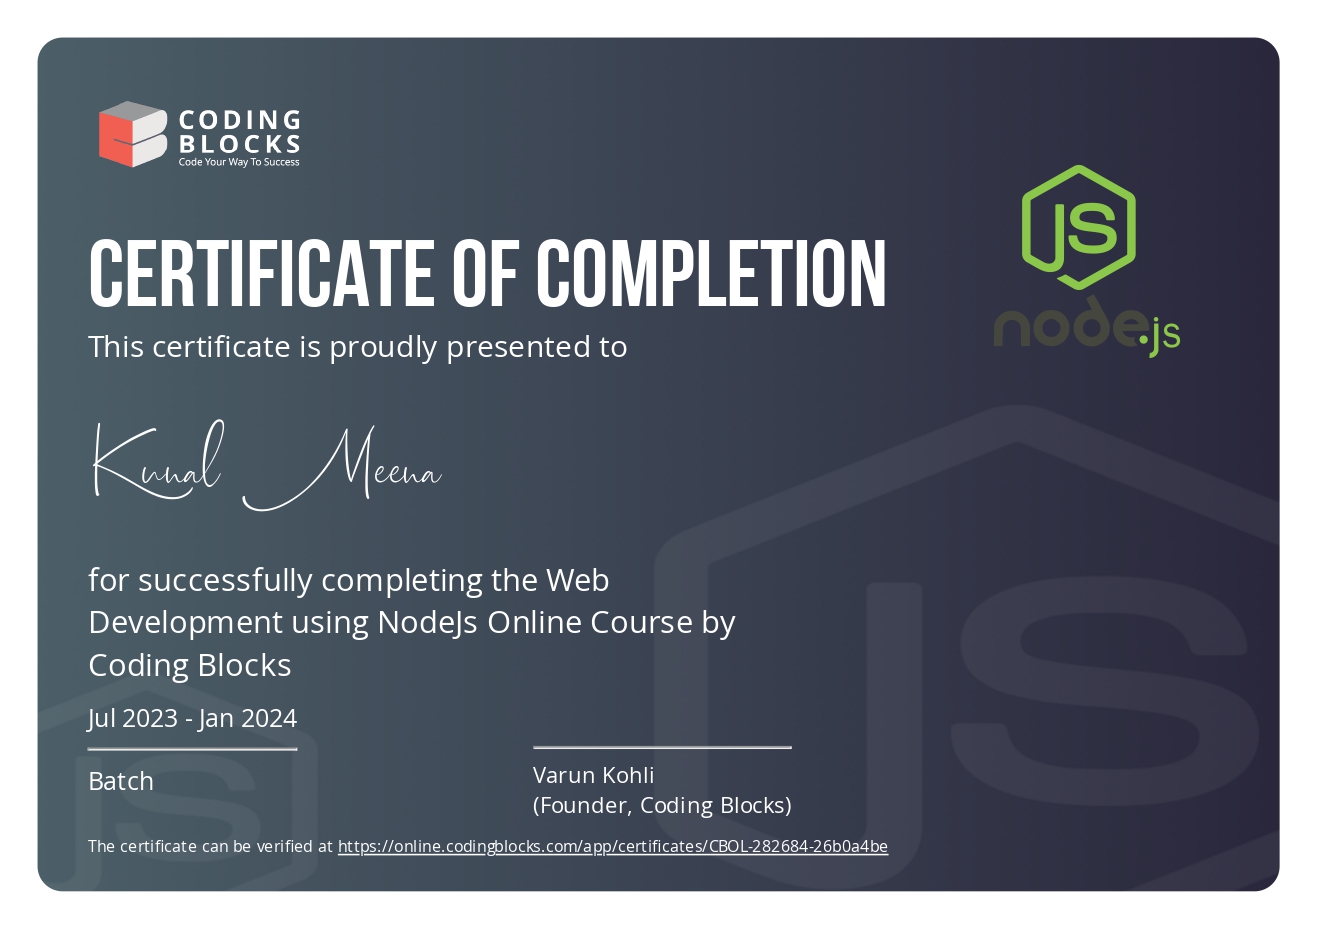 CODING
BLOCKS
Code Your Way To Success
JS
node.js
CERTIFICATE OF COMPLETION
This certificate is proudly presented to
Kunal Meena
for successfully completing the Web
Development using NodeJs Online Course by
Coding Blocks
Jul 2023 - Jan 2024
Batch
Varun Kohli
(Founder, Coding Blocks)
The certificate can be verified at https://online.codingblocks.com/app/certificates/CBOL-282684-26b0a4be
JS
JS